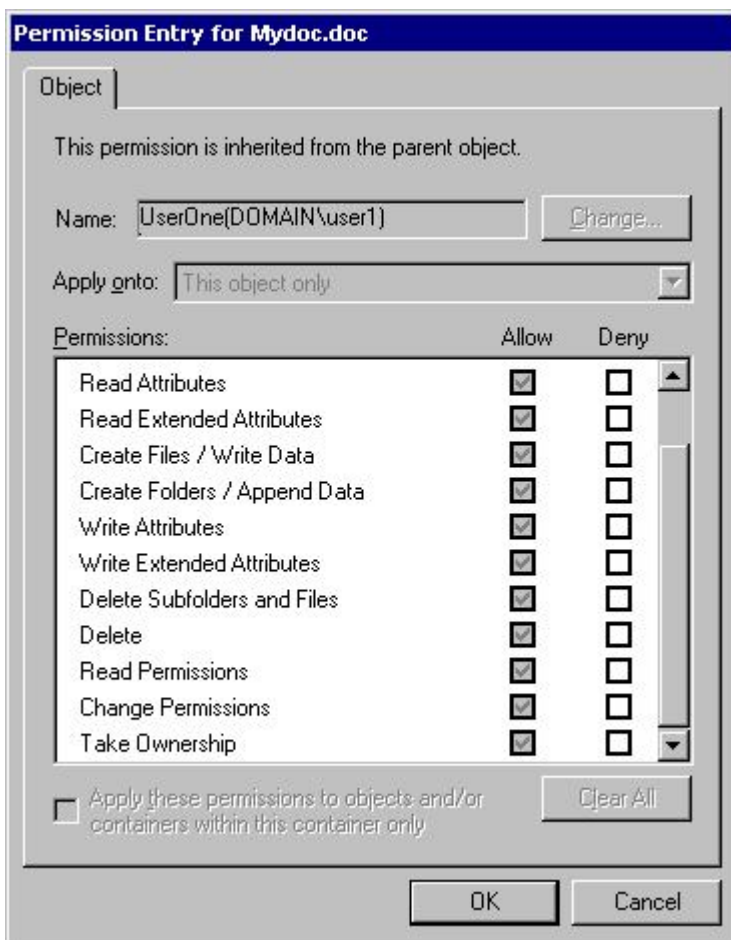 Permission Entry for Mydoc.doc
Object
This permission is inherited from the parent object.
Name: UserOne(DOMAIN\user1) Change...
Apply onto: This object only
Permissions: Allow Deny
Read Attributes
Read Extended Attributes
Create Files / Write Data
Create Folders / Append Data
Write Attributes
Write Extended Attributes
Delete Subfolders and Files
Delete
Read Permissions
Change Permissions
Take Ownership
Apply these permissions to objects and/or Clear All
containers within this container only
OK Cancel